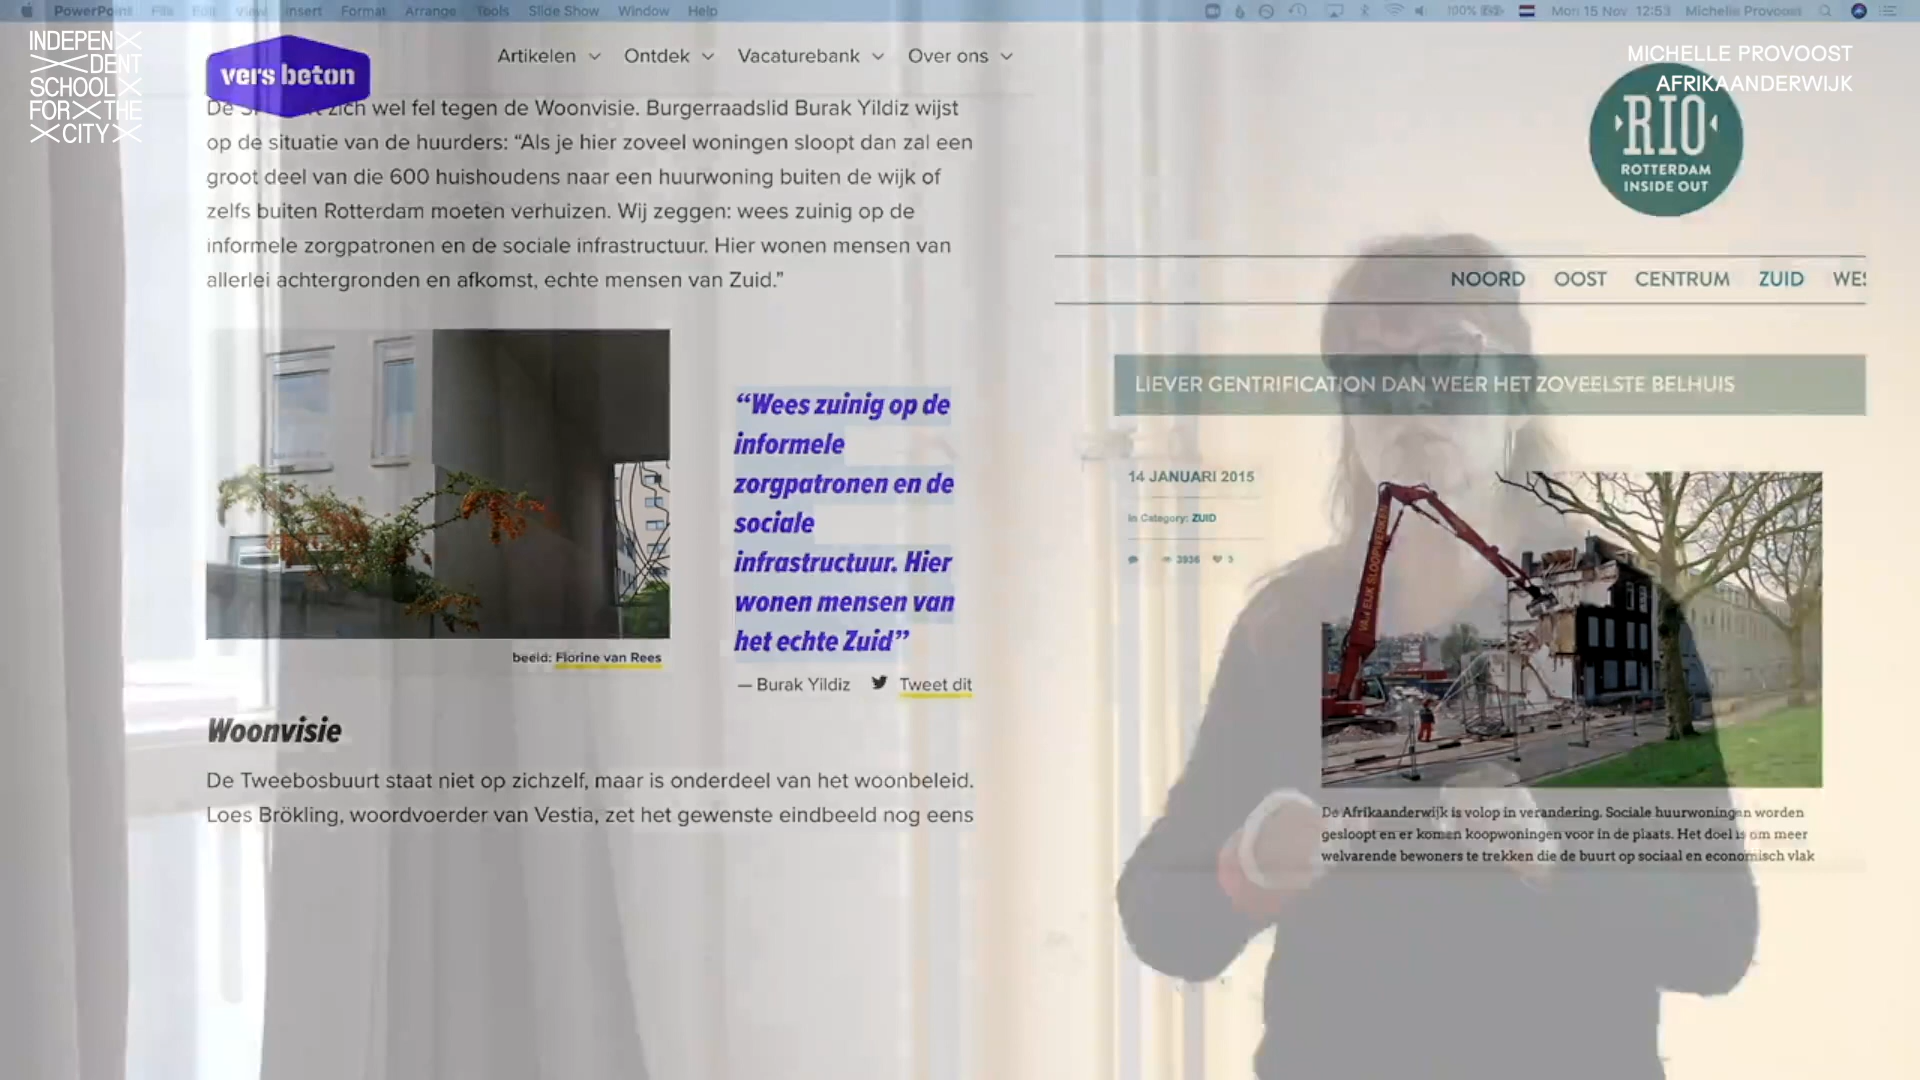 PowerPoint File Edit View Insert Format Arrange Tools Slide Show Window Help
100% Mon 15 Nov 12:53 Michelle Provoost
INDEPEN
DENT
SCHOOL
FOR THE
CITY
MICHELLE PROVOOST
AFRIKAANDERWIJK
vers beton
Artikelen Ontdek Vacaturebank Over ons
De zich wel fel tegen de Woonvisie. Burgerraadslid Burak Yildiz wijst
op de situatie van de huurders: “Als je hier zoveel woningen sloopt dan zal een
groot deel van die 600 huishoudens naar een huurwoning buiten de wijk of
zelfs buiten Rotterdam moeten verhuizen. Wij zeggen: wees zuinig op de
informele zorgpatronen en de sociale infrastructuur. Hier wonen mensen van
allerlei achtergronden en afkomst, echte mensen van Zuid.”
“Wees zuinig op de
informele
zorgpatronen en de
sociale
infrastructuur. Hier
wonen mensen van
het echte Zuid”
— Burak Yildiz Tweet dit
beeld: Florine van Rees
Woonvisie
De Tweebosbuurt staat niet op zichzelf, maar is onderdeel van het woonbeleid.
Loes Brökling, woordvoerder van Vestia, zet het gewenste eindbeeld nog eens
RIO
ROTTERDAM
INSIDE OUT
NOORD OOST CENTRUM ZUID WES
LIEVER GENTRIFICATION DAN WEER HET ZOVEELSTE BELHUIS
14 JANUARI 2015
In Category: ZUID
3936 3
De Afrikaanderwijk is volop in verandering. Sociale huurwoningen worden
gesloopt en er komen koopwoningen voor in de plaats. Het doel is om meer
welvarende bewoners te trekken die de buurt op sociaal en economisch vlak